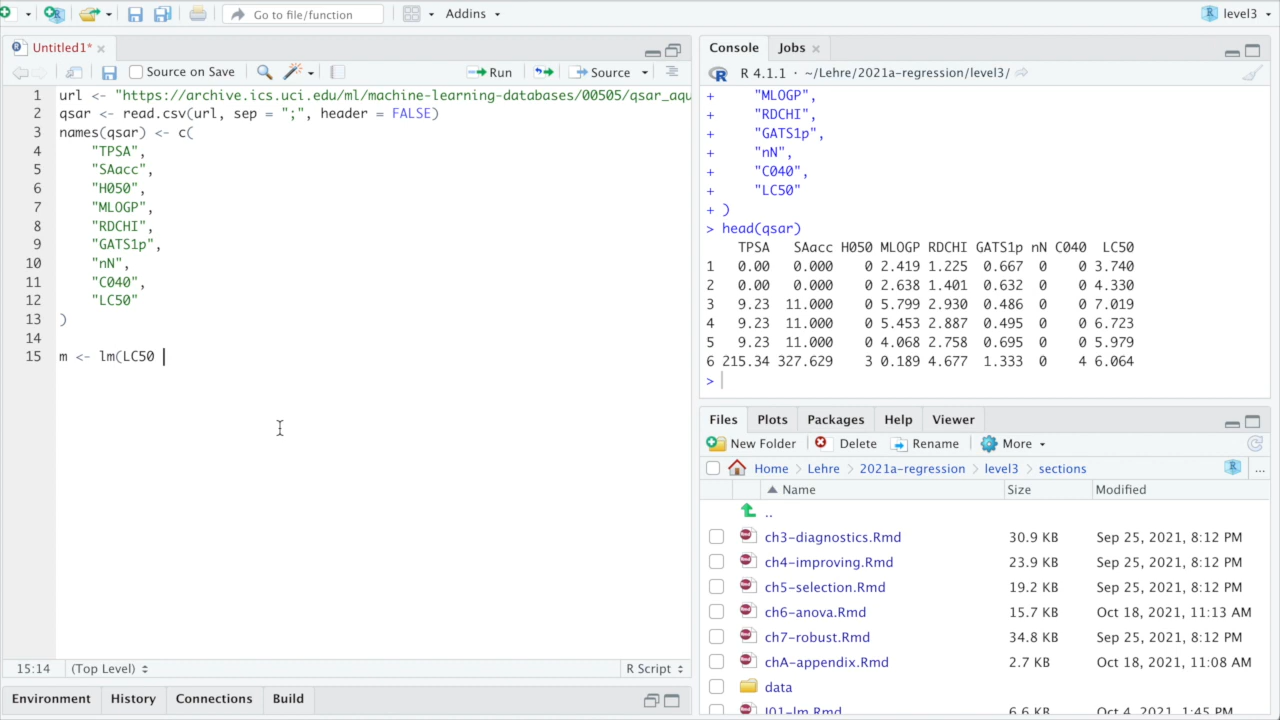 Go to file/function
Addins
level3
Untitled1*
Source on Save
Run
Source
1 url <- "https://archive.ics.uci.edu/ml/machine-learning-databases/00505/qsar_aqu
2 qsar <- read.csv(url, sep = ";", header = FALSE)
3 names(qsar) <- c(
4 "TPSA",
5 "SAacc",
6 "H050",
7 "MLOGP",
8 "RDCHI",
9 "GATS1p",
10 "nN",
11 "C040",
12 "LC50"
13 )
14
15 m <- lm(LC50
15:14 (Top Level) R Script
Environment History Connections Build
Console Jobs
R 4.1.1 · ~/Lehre/2021a-regression/level3/
+ "MLOGP",
+ "RDCHI",
+ "GATS1p",
+ "nN",
+ "C040",
+ "LC50"
+ )
> head(qsar)
TPSA SAacc H050 MLOGP RDCHI GATS1p nN C040 LC50
1 0.00 0.000 0 2.419 1.225 0.667 0 0 3.740
2 0.00 0.000 0 2.638 1.401 0.632 0 0 4.330
3 9.23 11.000 0 5.799 2.930 0.486 0 0 7.019
4 9.23 11.000 0 5.453 2.887 0.495 0 0 6.723
5 9.23 11.000 0 4.068 2.758 0.695 0 0 5.979
6 215.34 327.629 3 0.189 4.677 1.333 0 4 6.064
>
Files Plots Packages Help Viewer
New Folder Delete Rename More
Home > Lehre > 2021a-regression > level3 > sections ...
Name Size Modified
..
ch3-diagnostics.Rmd 30.9 KB Sep 25, 2021, 8:12 PM
ch4-improving.Rmd 23.9 KB Sep 25, 2021, 8:12 PM
ch5-selection.Rmd 19.2 KB Sep 25, 2021, 8:12 PM
ch6-anova.Rmd 15.7 KB Oct 18, 2021, 11:13 AM
ch7-robust.Rmd 34.8 KB Sep 25, 2021, 8:12 PM
chA-appendix.Rmd 2.7 KB Oct 18, 2021, 11:08 AM
data
l01-lm.Rmd 6.6 KB Oct 4, 2021, 1:45 PM